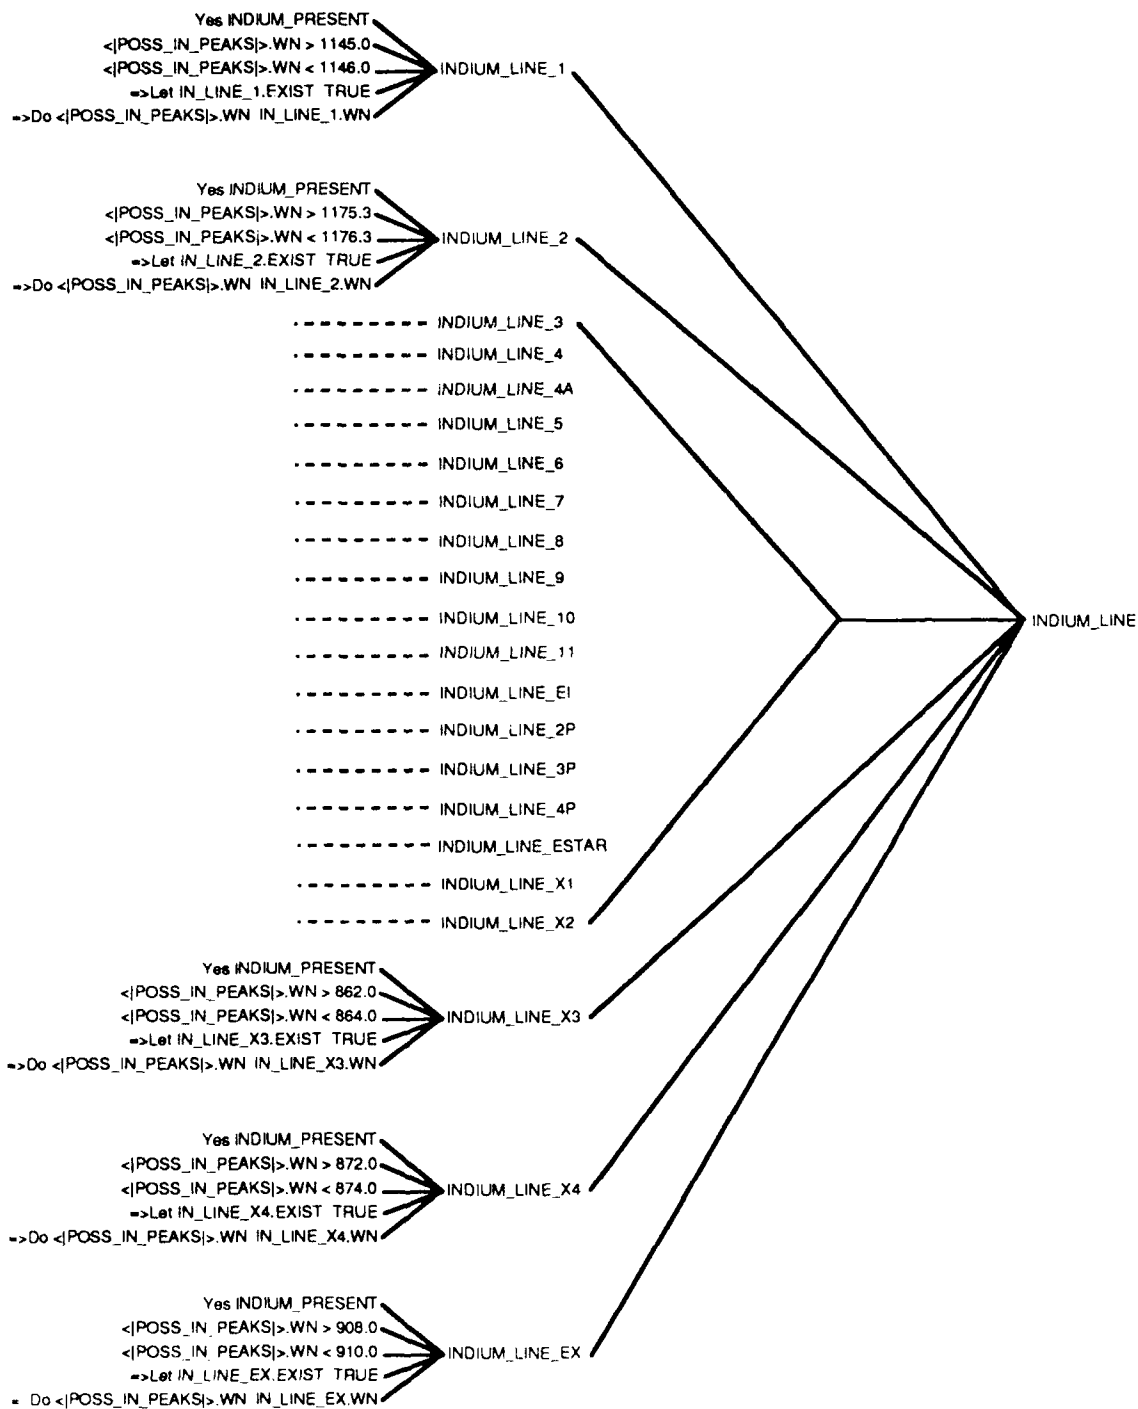 Yes INDIUM_PRESENT
<|POSS_IN_PEAKS|>.WN > 1145.0
<|POSS_IN_PEAKS|>.WN < 1146.0
INDIUM_LINE_1
=>Let IN_LINE_1.EXIST TRUE
=>Do <|POSS_IN_PEAKS|>.WN IN_LINE_1.WN
Yes INDIUM_PRESENT
<|POSS_IN_PEAKS|>.WN > 1175.3
<|POSS_IN_PEAKS|>.WN < 1176.3
INDIUM_LINE_2
=>Let IN_LINE_2.EXIST TRUE
=>Do <|POSS_IN_PEAKS|>.WN IN_LINE_2.WN
INDIUM_LINE_3
INDIUM_LINE_4
INDIUM_LINE_4A
INDIUM_LINE_5
INDIUM_LINE_6
INDIUM_LINE_7
INDIUM_LINE_8
INDIUM_LINE_9
INDIUM_LINE_10
INDIUM_LINE
INDIUM_LINE_11
INDIUM_LINE_EI
INDIUM_LINE_2P
INDIUM_LINE_3P
INDIUM_LINE_4P
INDIUM_LINE_ESTAR
INDIUM_LINE_X1
INDIUM_LINE_X2
Yes INDIUM_PRESENT
<|POSS_IN_PEAKS|>.WN > 862.0
<|POSS_IN_PEAKS|>.WN < 864.0
INDIUM_LINE_X3
=>Let IN_LINE_X3.EXIST TRUE
=>Do <|POSS_IN_PEAKS|>.WN IN_LINE_X3.WN
Yes INDIUM_PRESENT
<|POSS_IN_PEAKS|>.WN > 872.0
<|POSS_IN_PEAKS|>.WN < 874.0
INDIUM_LINE_X4
=>Let IN_LINE_X4.EXIST TRUE
=>Do <|POSS_IN_PEAKS|>.WN IN_LINE_X4.WN
Yes INDIUM_PRESENT
<|POSS_IN_PEAKS|>.WN > 908.0
<|POSS_IN_PEAKS|>.WN < 910.0
INDIUM_LINE_EX
=>Let IN_LINE_EX.EXIST TRUE
= Do <|POSS_IN_PEAKS|>.WN IN_LINE_EX.WN